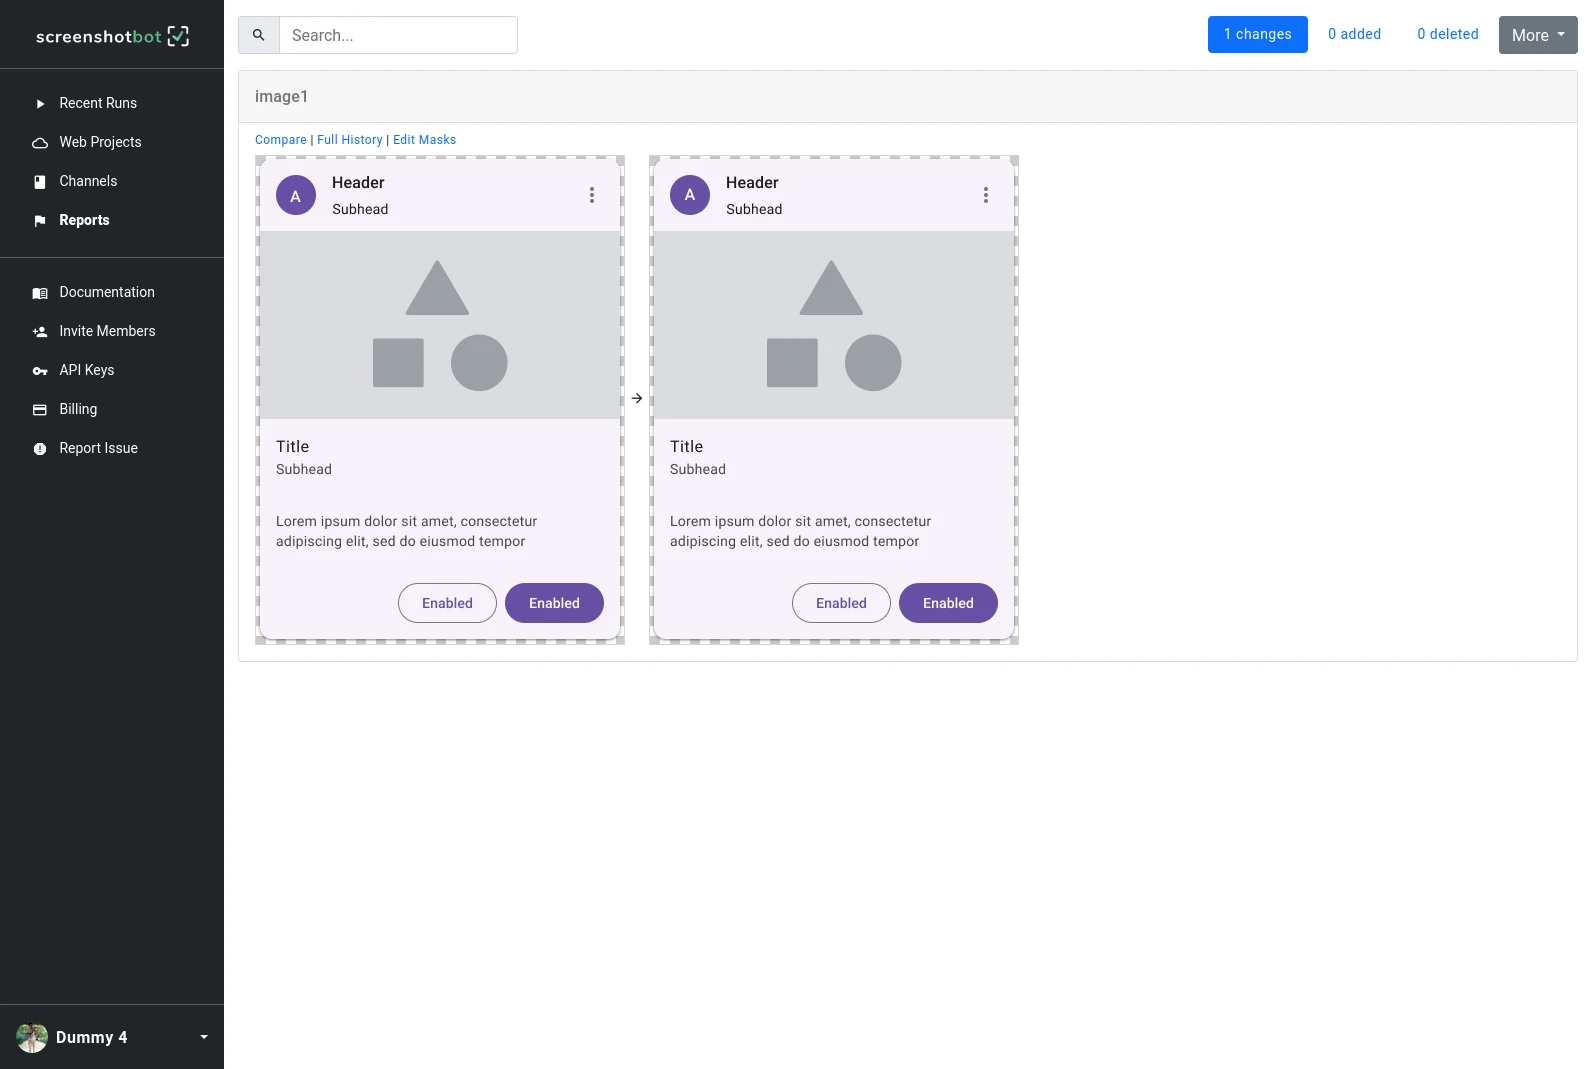 screenshotbot
Recent Runs
Web Projects
Channels
Reports
Documentation
Invite Members
API Keys
Billing
Report Issue
Dummy 4
Search...
1 changes
0 added
0 deleted
More
image1
Compare | Full History | Edit Masks
A
Header
Subhead
Title
Subhead
Lorem ipsum dolor sit amet, consectetur
adipiscing elit, sed do eiusmod tempor
Enabled
Enabled
A
Header
Subhead
Title
Subhead
Lorem ipsum dolor sit amet, consectetur
adipiscing elit, sed do eiusmod tempor
Enabled
Enabled